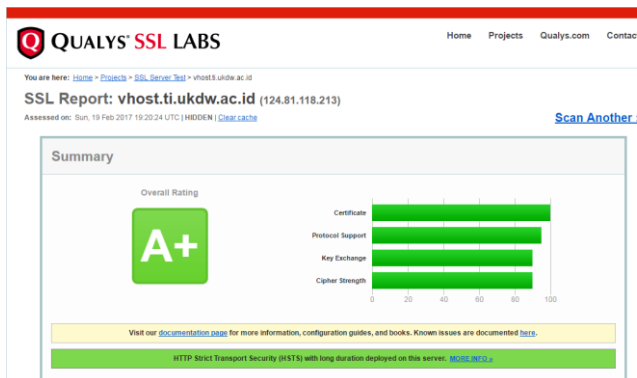 QUALYS® SSL LABS
Home Projects Qualys.com Contact
You are here: Home > Projects > SSL Server Test > vhost.ti.ukdw.ac.id
SSL Report: vhost.ti.ukdw.ac.id (124.81.118.213)
Assessed on: Sun, 19 Feb 2017 19:20:24 UTC | HIDDEN | Clear cache
Scan Another
Summary
Overall Rating
A+
Certificate
Protocol Support
Key Exchange
Cipher Strength
0 20 40 60 80 100
Visit our documentation page for more information, configuration guides, and books. Known issues are documented here.
HTTP Strict Transport Security (HSTS) with long duration deployed on this server. MORE INFO »